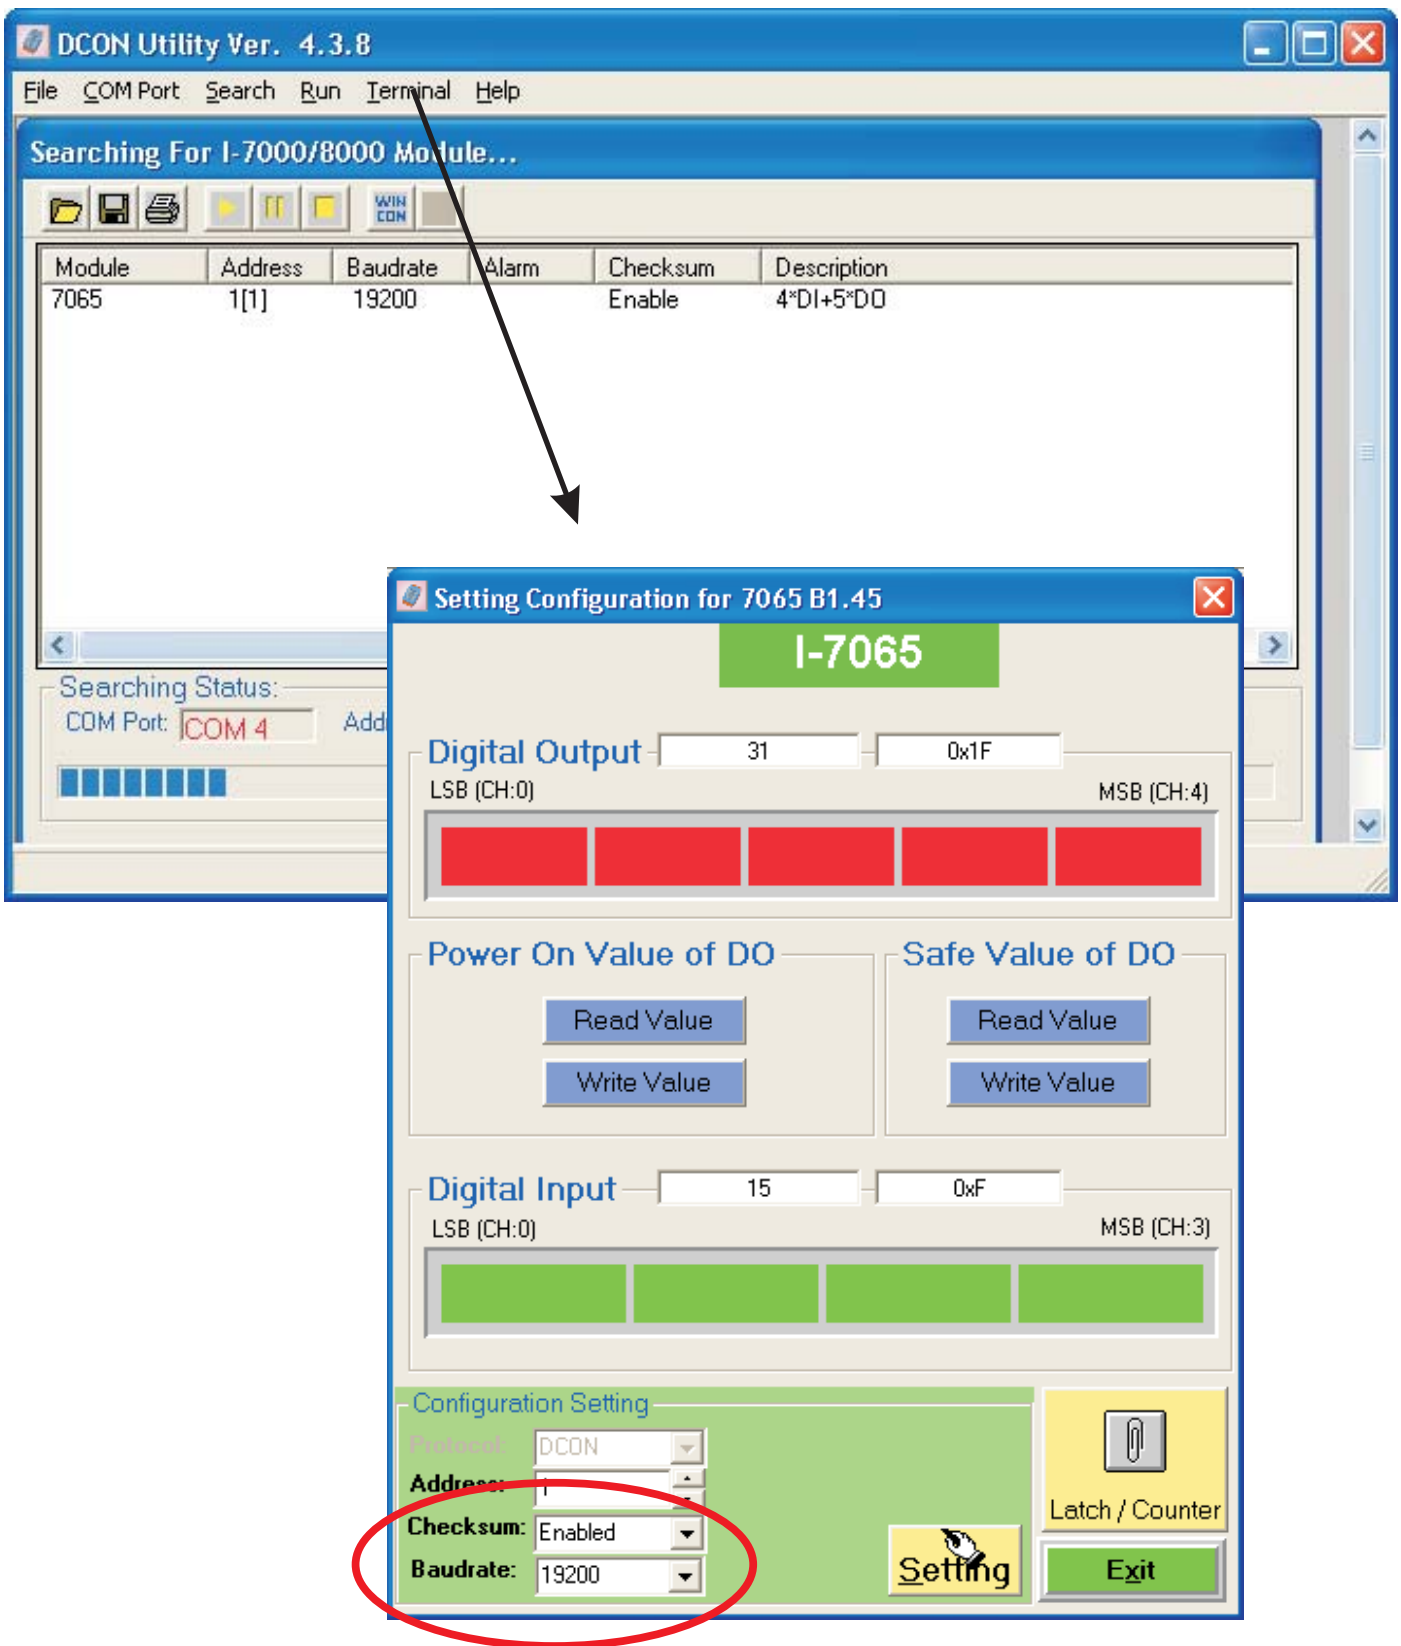 DCON Utility Ver. 4.3.8
File COM Port Search Run Terminal Help
Searching For I-7000/8000 Module...
WIN CON
Module Address Baudrate Alarm Checksum Description
7065 1[1] 19200 Enable 4*DI+5*DO
Searching Status:
COM Port: COM 4
Setting Configuration for 7065 B1.45
I-7065
Digital Output 31 0x1F
LSB (CH:0) MSB (CH:4)
Power On Value of DO Safe Value of DO
Read Value Read Value
Write Value Write Value
Digital Input 15 0xF
LSB (CH:0) MSB (CH:3)
Configuration Setting
Protocol: DCON
Address: 1
Checksum: Enabled
Baudrate: 19200
Setting
Latch / Counter
Exit